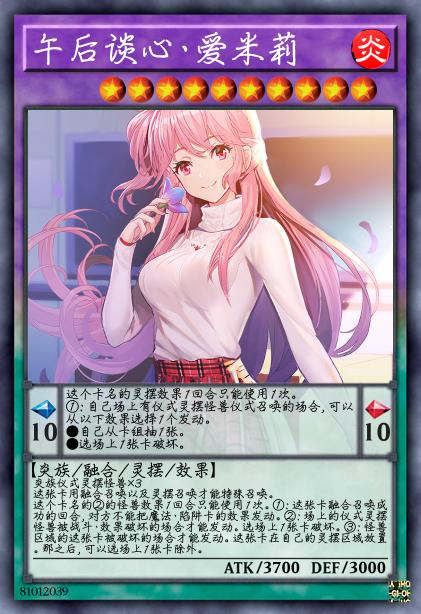 午后谈心·爱米莉
炎
这个卡名的灵摆效果1回合只能使用1次。
①：自己场上有仪式灵摆怪兽仪式召唤的场合，可以
从以下效果选择1个发动。
●自己从卡组抽1张。
●选场上1张卡破坏。
10
10
【炎族/融合/灵摆/效果】
炎族仪式灵摆怪兽×3
这张卡用融合召唤以及灵摆召唤才能特殊召唤。
这个卡名的②的怪兽效果1回合只能使用1次。①：这张卡融合召唤成
功的回合，对方不能把魔法·陷阱卡的效果发动。②：场上的仪式灵摆
怪兽被战斗·效果破坏的场合才能发动。选场上1张卡破坏。③：怪兽
区域的这张卡被破坏的场合才能发动。这张卡在自己的灵摆区域放置
。那之后，可以选场上1张卡除外。
ATK/3700 DEF/3000
81012039